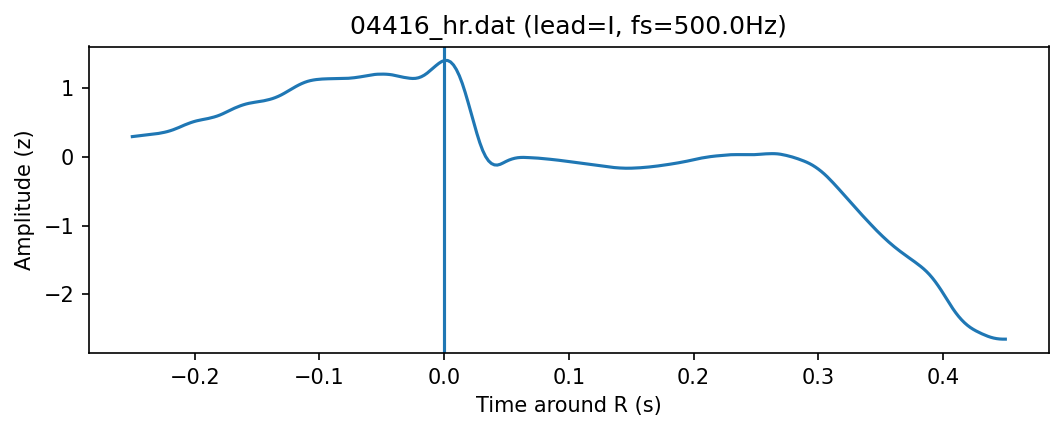 04416_hr.dat (lead=I, fs=500.0Hz)
Amplitude (z)
1
0
−1
−2
−0.2 −0.1 0.0 0.1 0.2 0.3 0.4
Time around R (s)